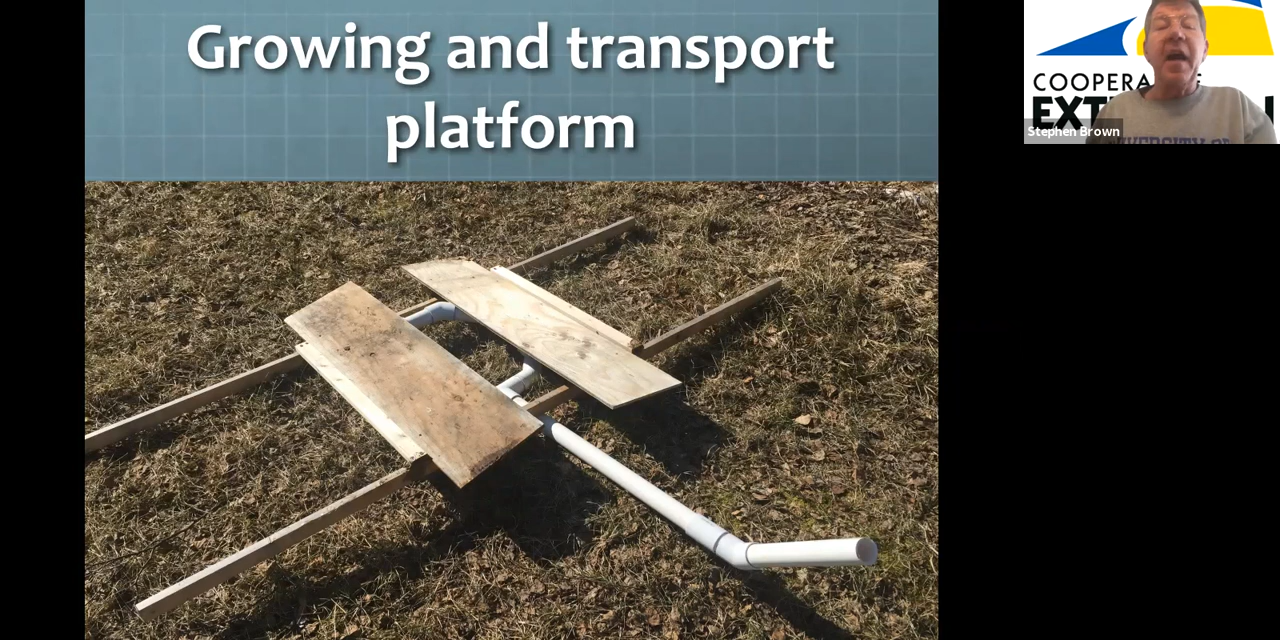 Growing and transport
platform
COOPERA
EXT
Stephen Brown